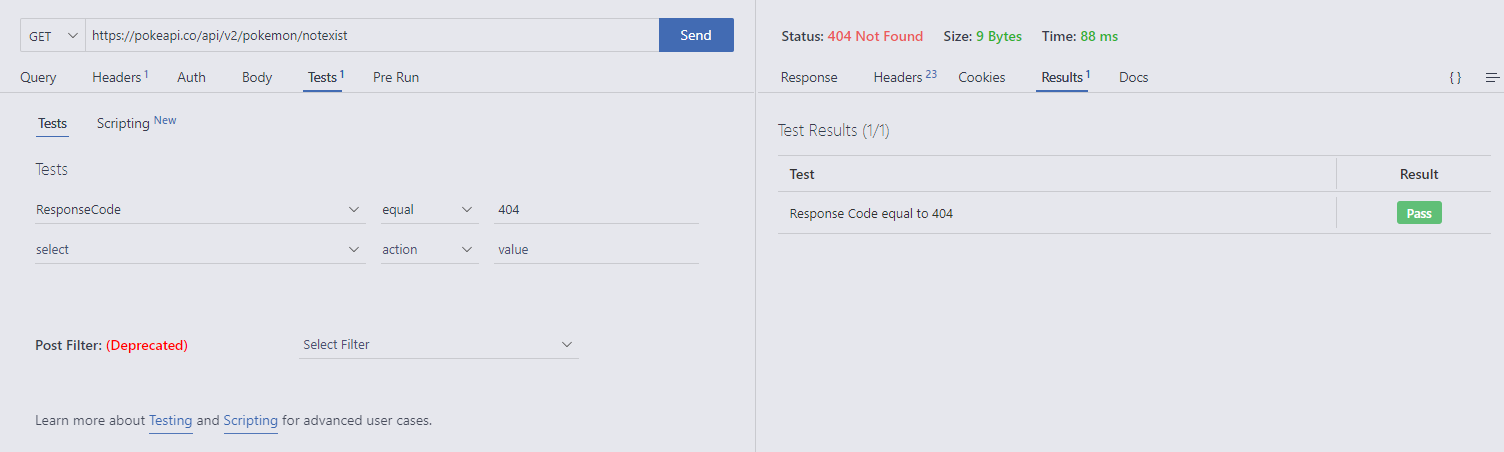 GET https://pokeapi.co/api/v2/pokemon/notexist Send
Query Headers 1 Auth Body Tests 1 Pre Run
Tests Scripting New
Tests
ResponseCode equal 404
select action value
Post Filter: (Deprecated) Select Filter
Learn more about Testing and Scripting for advanced user cases.
Status: 404 Not Found Size: 9 Bytes Time: 88 ms
Response Headers 23 Cookies Results 1 Docs { }
Test Results (1/1)
Test Result
Response Code equal to 404 Pass